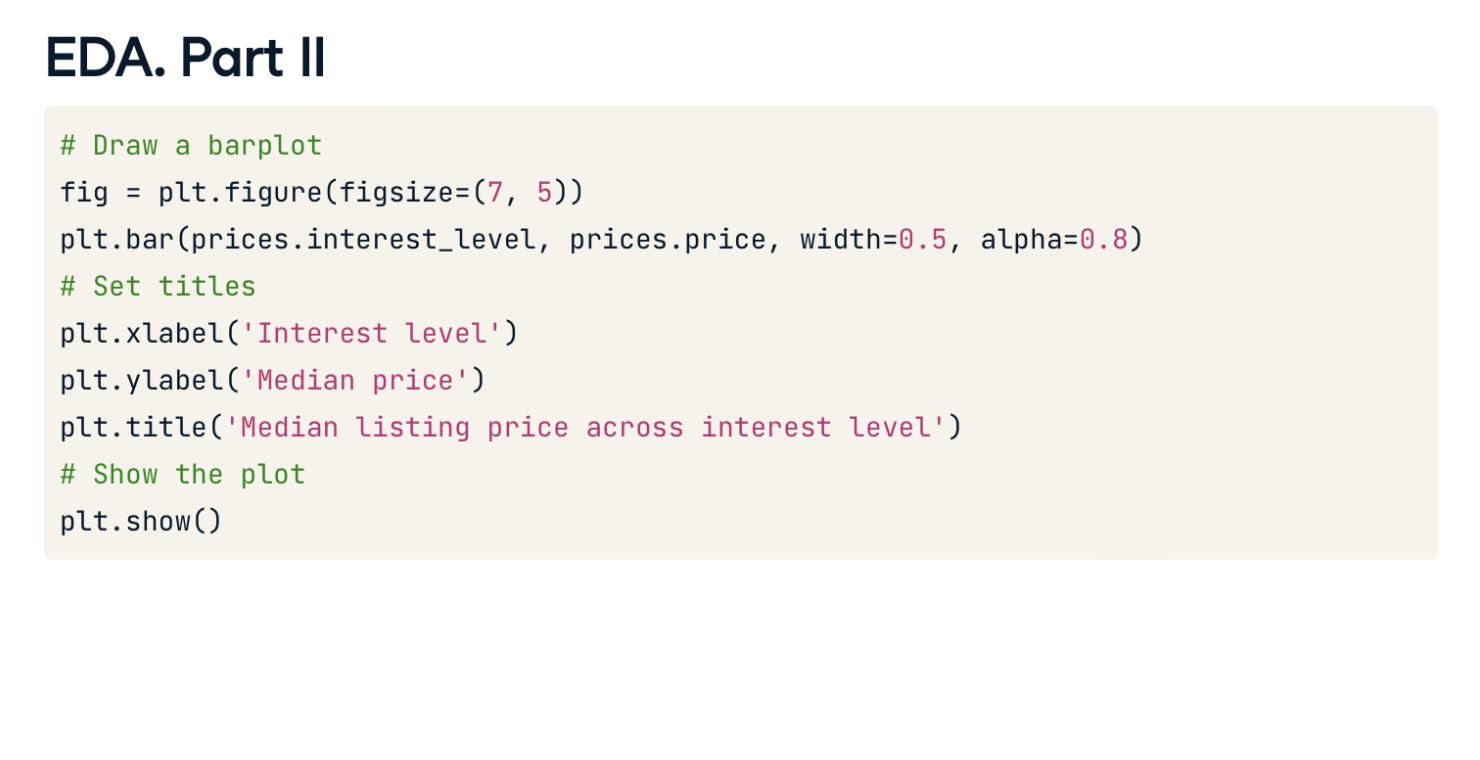 EDA. Part II
# Draw a barplot
fig = plt.figure(figsize=(7, 5))
plt.bar(prices.interest_level, prices.price, width=0.5, alpha=0.8)
# Set titles
plt.xlabel('Interest level')
plt.ylabel('Median price')
plt.title('Median listing price across interest level')
# Show the plot
plt.show()